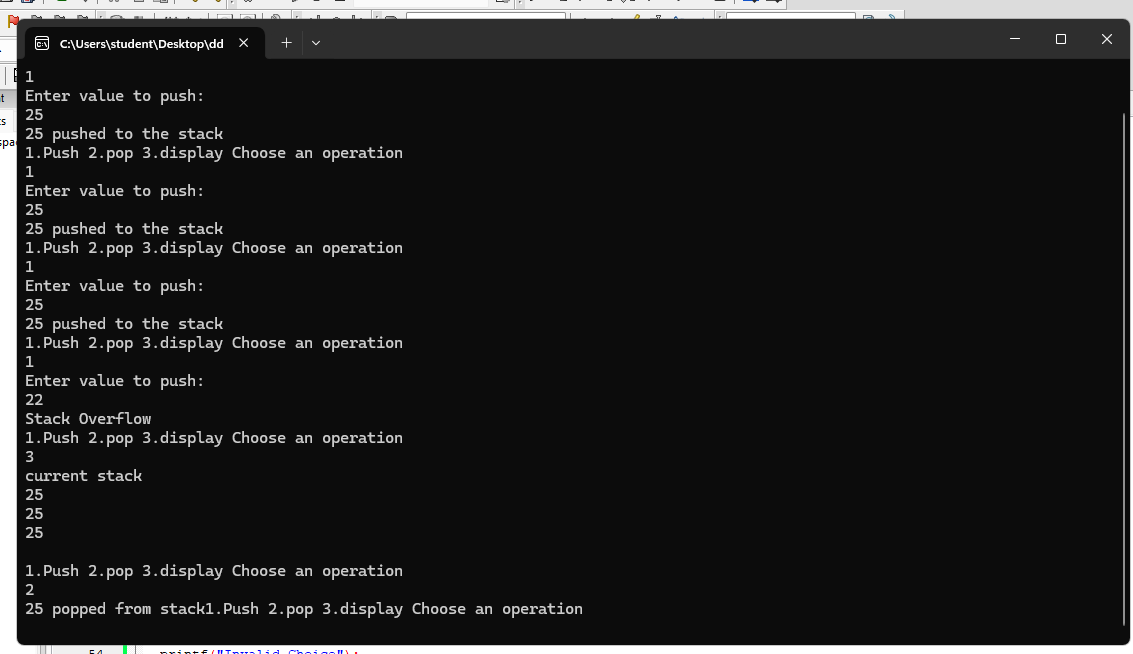 C:\Users\student\Desktop\dd
1
Enter value to push:
25
25 pushed to the stack
1.Push 2.pop 3.display Choose an operation
1
Enter value to push:
25
25 pushed to the stack
1.Push 2.pop 3.display Choose an operation
1
Enter value to push:
25
25 pushed to the stack
1.Push 2.pop 3.display Choose an operation
1
Enter value to push:
22
Stack Overflow
1.Push 2.pop 3.display Choose an operation
3
current stack
25
25
25
1.Push 2.pop 3.display Choose an operation
2
25 popped from stack1.Push 2.pop 3.display Choose an operation
54 printf("Invalid Choice");